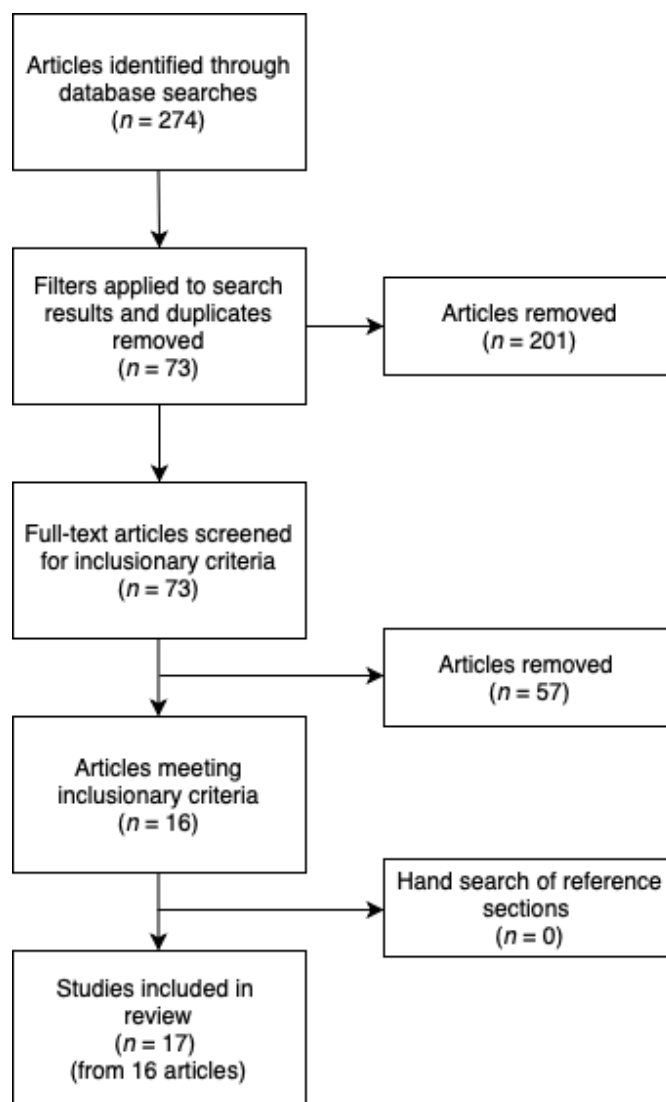 Articles identified through
database searches
(n = 274)
Filters applied to search
results and duplicates
removed
(n = 73)
Articles removed
(n = 201)
Full-text articles screened
for inclusionary criteria
(n = 73)
Articles removed
(n = 57)
Articles meeting
inclusionary criteria
(n = 16)
Hand search of reference
sections
(n = 0)
Studies included in
review
(n = 17)
(from 16 articles)